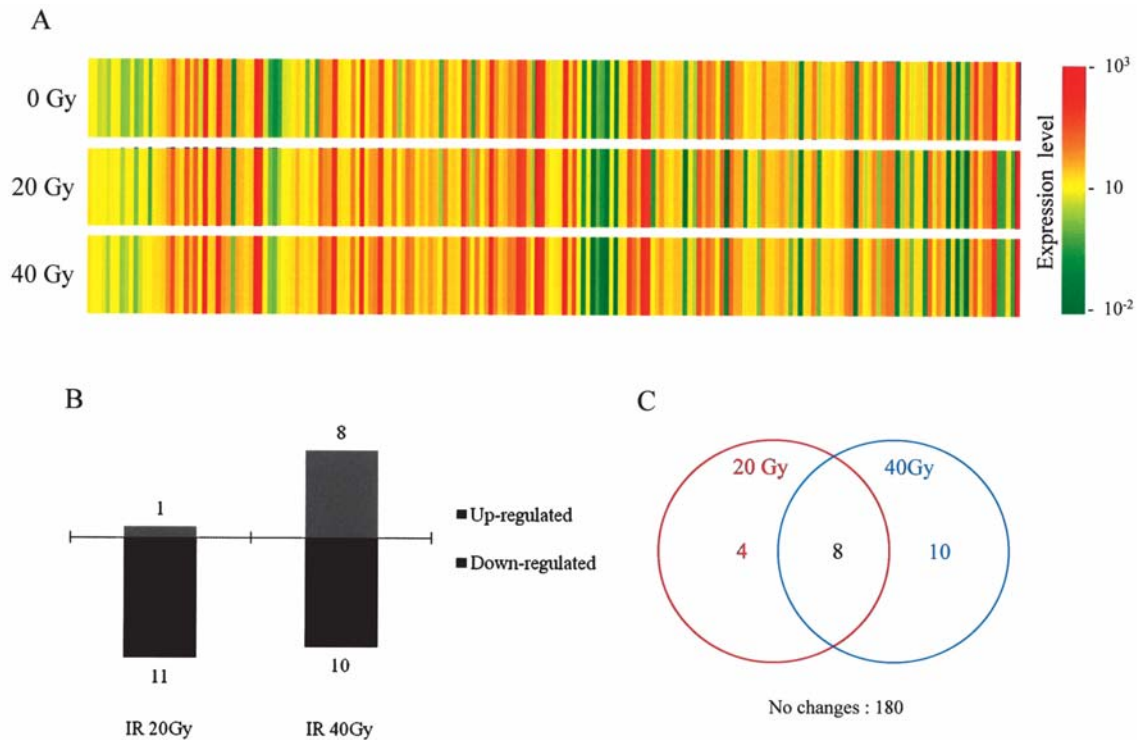 A
0 Gy
20 Gy
40 Gy
Expression level
- 10³
- 10
- 10⁻²
B
1
8
11
10
IR 20Gy
IR 40Gy
Up-regulated
Down-regulated
C
20 Gy
40Gy
4
8
10
No changes : 180